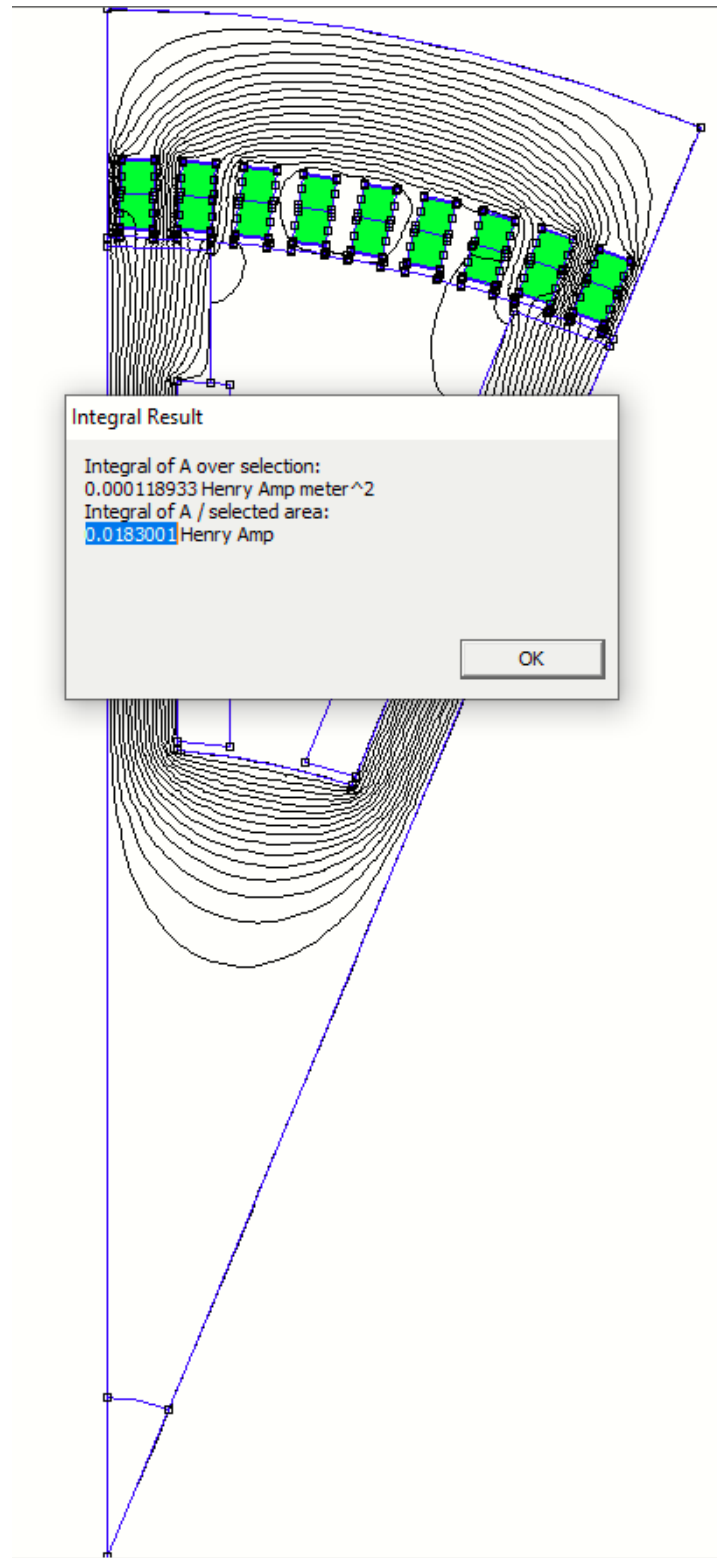 Integral Result
Integral of A over selection:
0.000118933 Henry Amp meter^2
Integral of A / selected area:
0.0183001 Henry Amp
OK